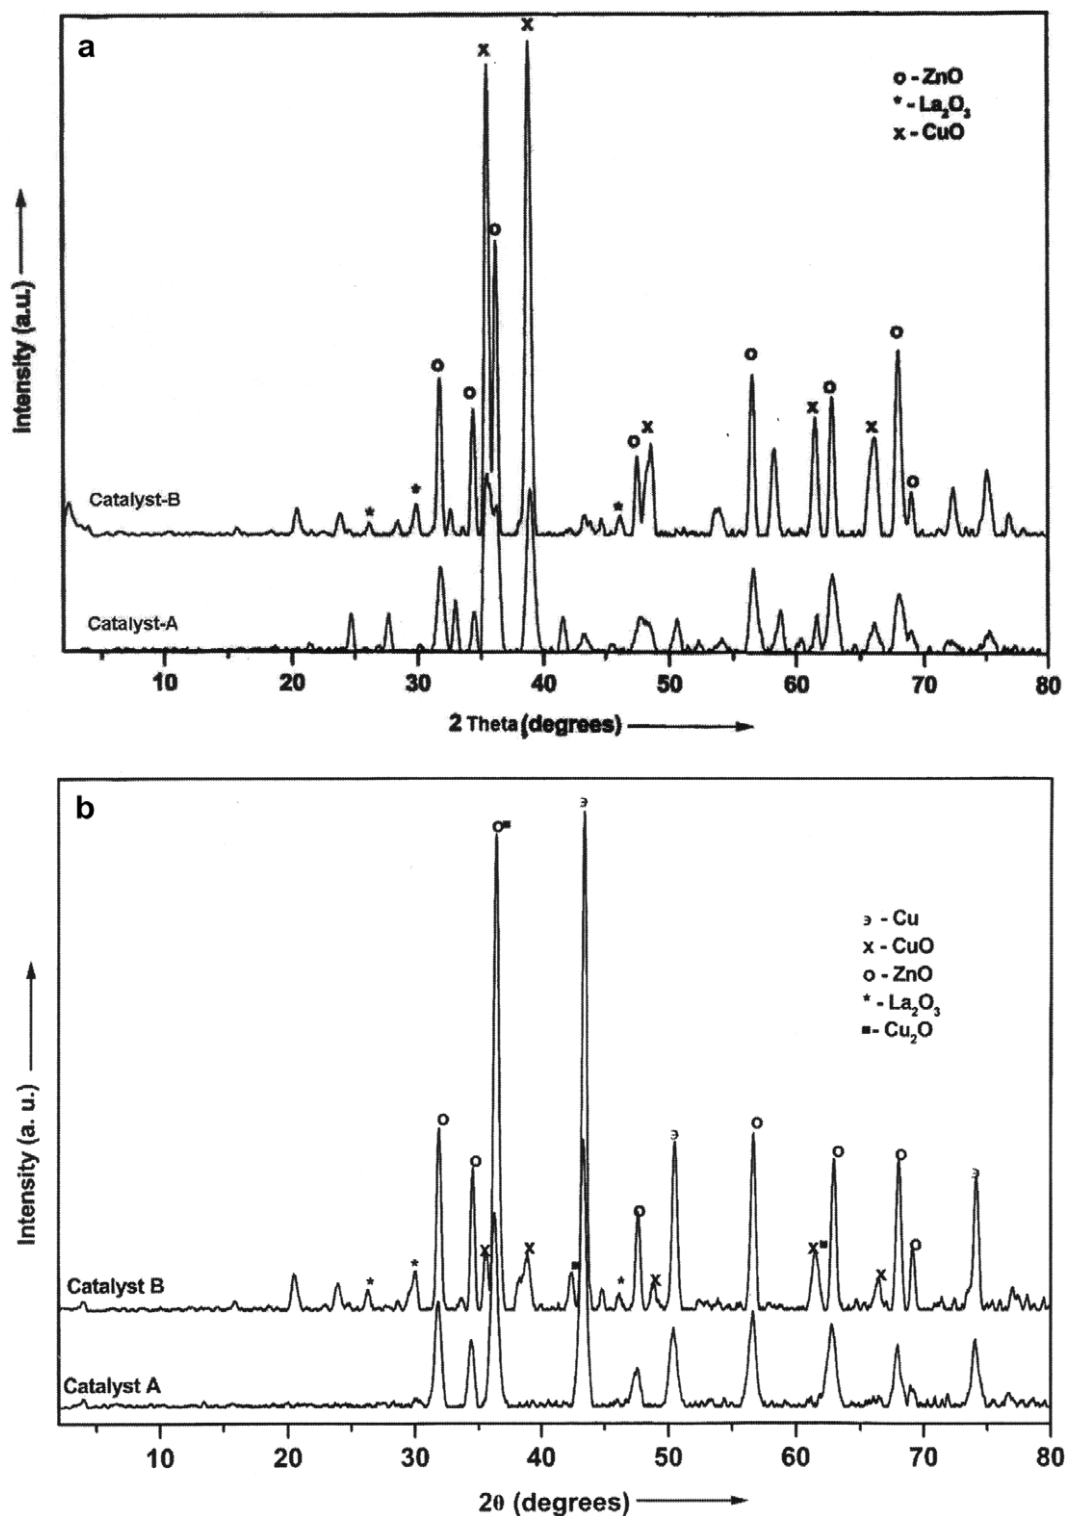 a
x
x
o - ZnO
* - La₂O₃
x - CuO
o
o
o
o
x
o
x
o
x
o
o
*
*
*
Catalyst-B
Catalyst-A
Intensity (a.u.)
10 20 30 40 50 60 70 80
2 Theta (degrees)
b
϶
o■
϶ - Cu
x - CuO
o - ZnO
* - La₂O₃
■- Cu₂O
o
o
϶
o
o
o
϶
o
o
x
x
■
x
x■
x
*
*
*
Catalyst B
Catalyst A
Intensity (a. u.)
10 20 30 40 50 60 70 80
2θ (degrees)